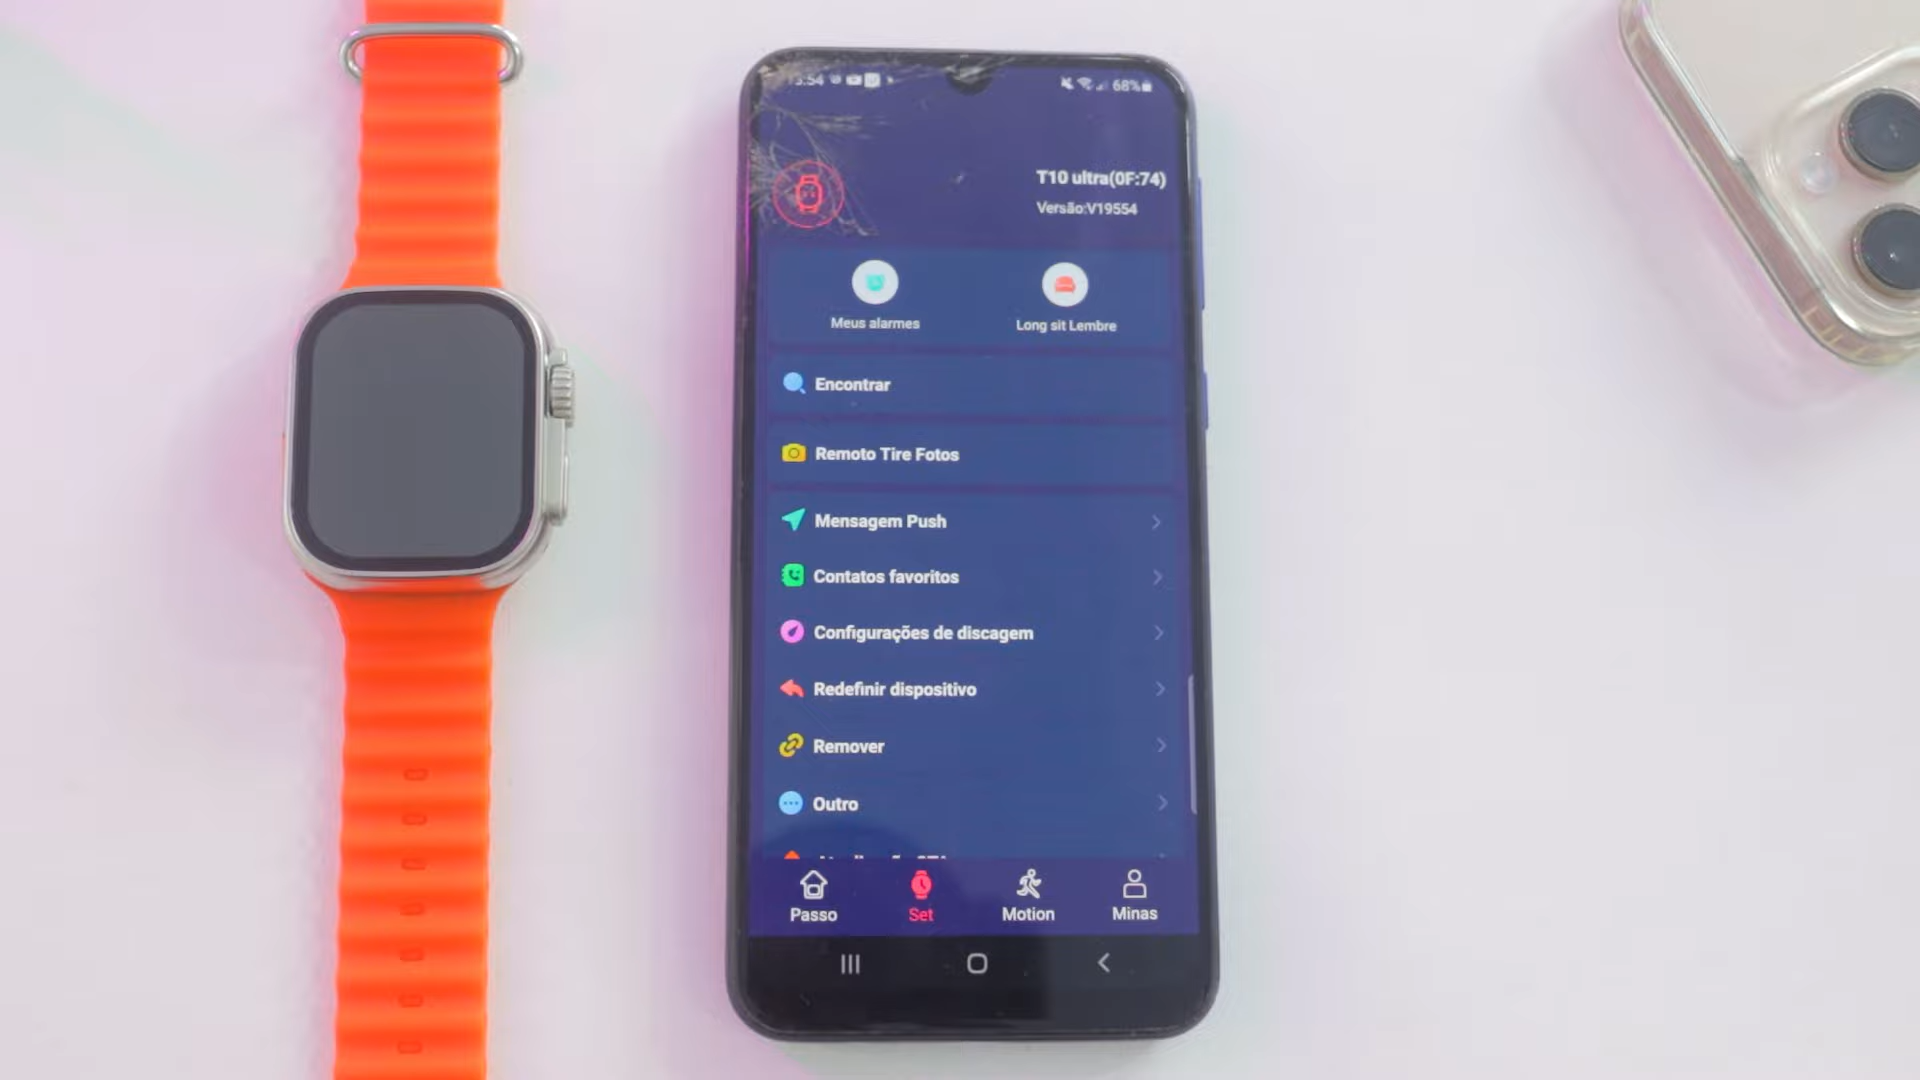 68%
T10 ultra(0F:74)
Versão:V19554
Meus alarmes
Long sit Lembre
Encontrar
Remoto Tire Fotos
Mensagem Push
Contatos favoritos
Configurações de discagem
Redefinir dispositivo
Remover
Outro
Passo
Set
Motion
Minas